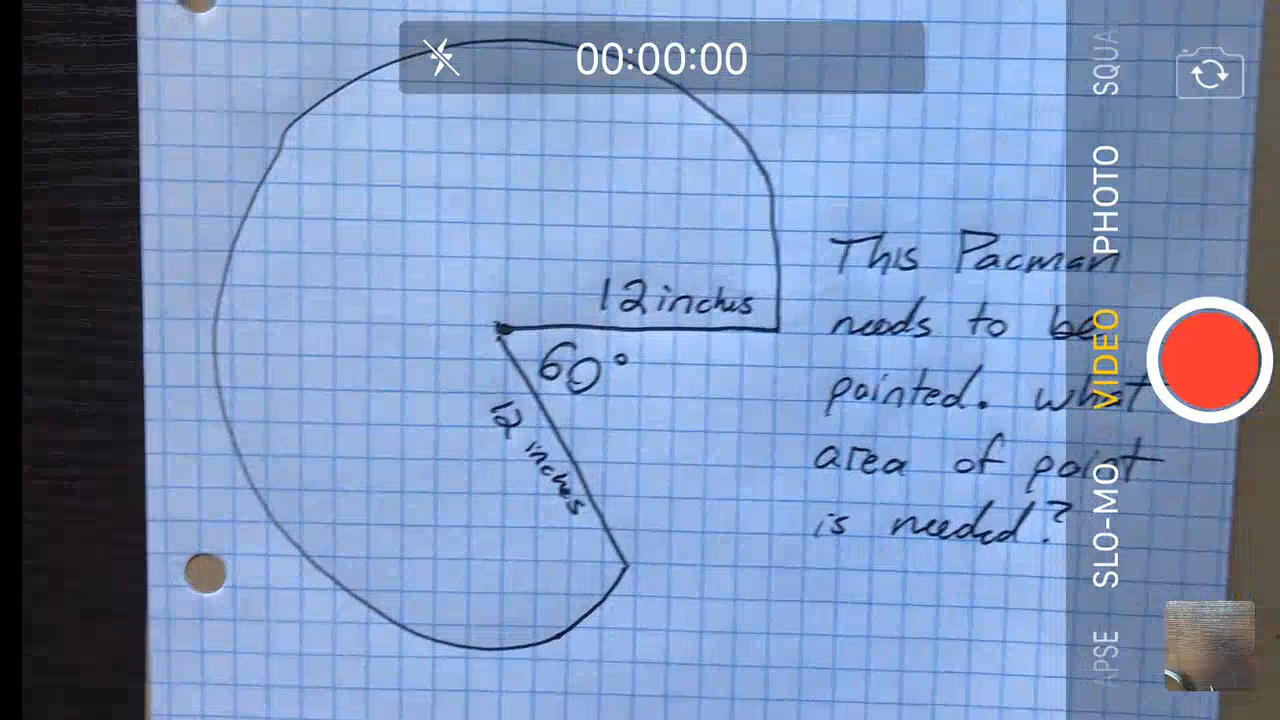 00:00:00
12 inches
60°
12 inches
This Pacman
needs to be
painted. What
area of paint
is needed?
SQUA
PHOTO
VIDEO
SLO-MO
APSE